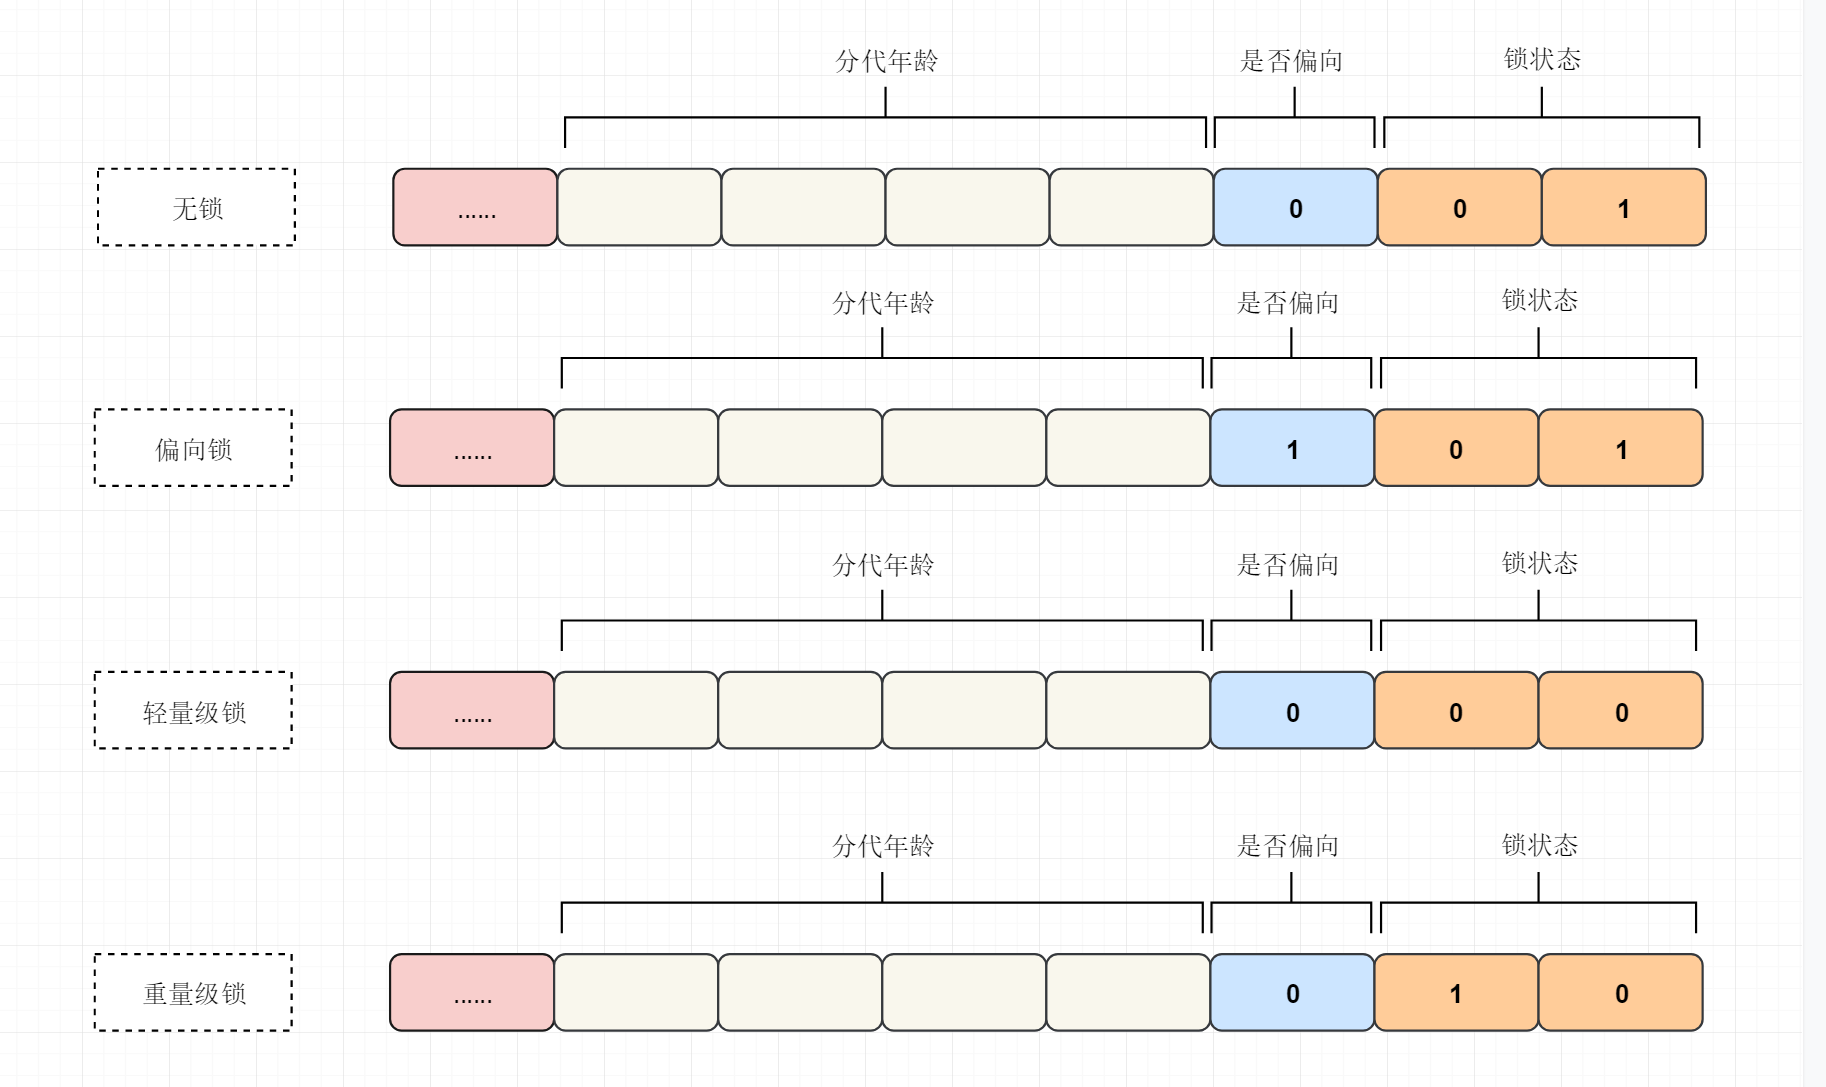 分代年龄 是否偏向 锁状态
无锁 ...... 0 0 1
分代年龄 是否偏向 锁状态
偏向锁 ...... 1 0 1
分代年龄 是否偏向 锁状态
轻量级锁 ...... 0 0 0
分代年龄 是否偏向 锁状态
重量级锁 ...... 0 1 0